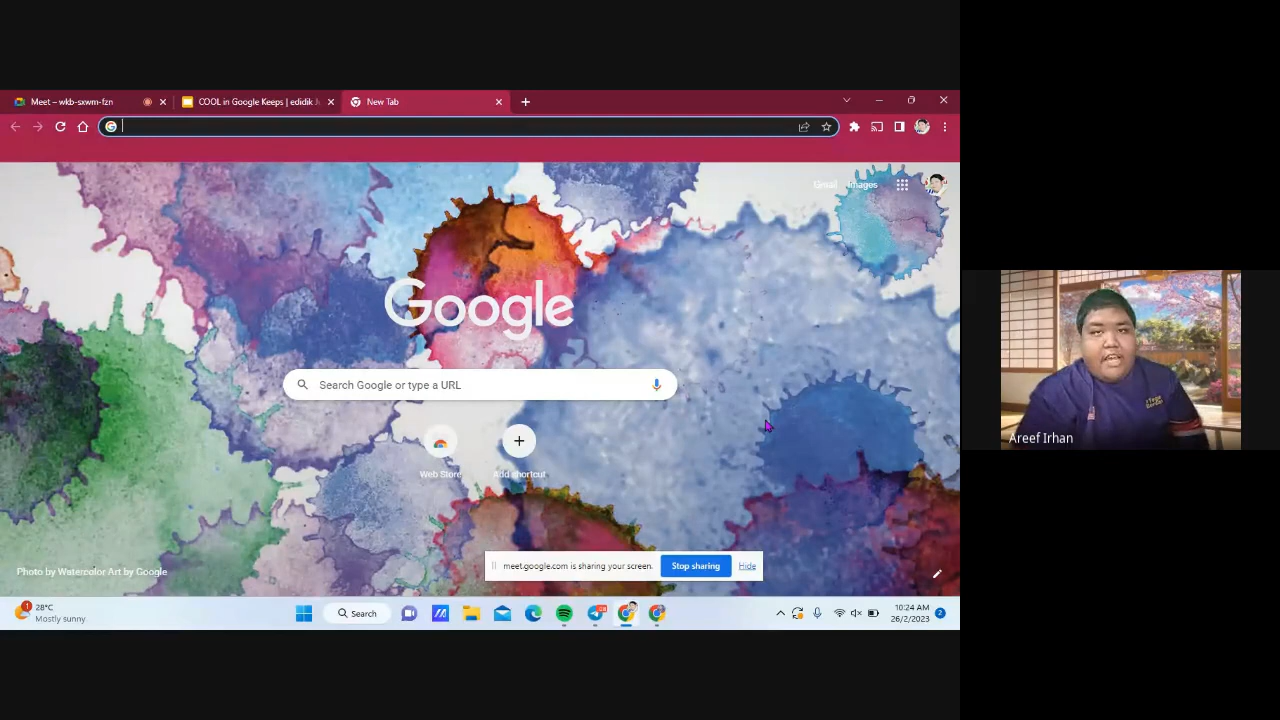 Meet – wkb-sxwm-fzn
COOL in Google Keeps | edidik J
New Tab
Gmail Images
Google
Search Google or type a URL
Web Store
Add shortcut
Areef Irhan
meet.google.com is sharing your screen.
Stop sharing
Hide
Photo by Watercolor Art by Google
28°C
Mostly sunny
Search
10:24 AM
26/2/2023
2